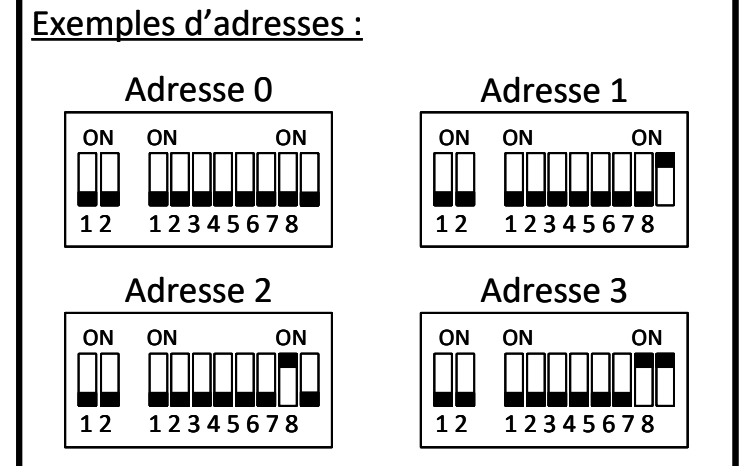 Exemples d’adresses :
Adresse 0
ON ON ON
1 2 1 2 3 4 5 6 7 8
Adresse 1
ON ON ON
1 2 1 2 3 4 5 6 7 8
Adresse 2
ON ON ON
1 2 1 2 3 4 5 6 7 8
Adresse 3
ON ON ON
1 2 1 2 3 4 5 6 7 8